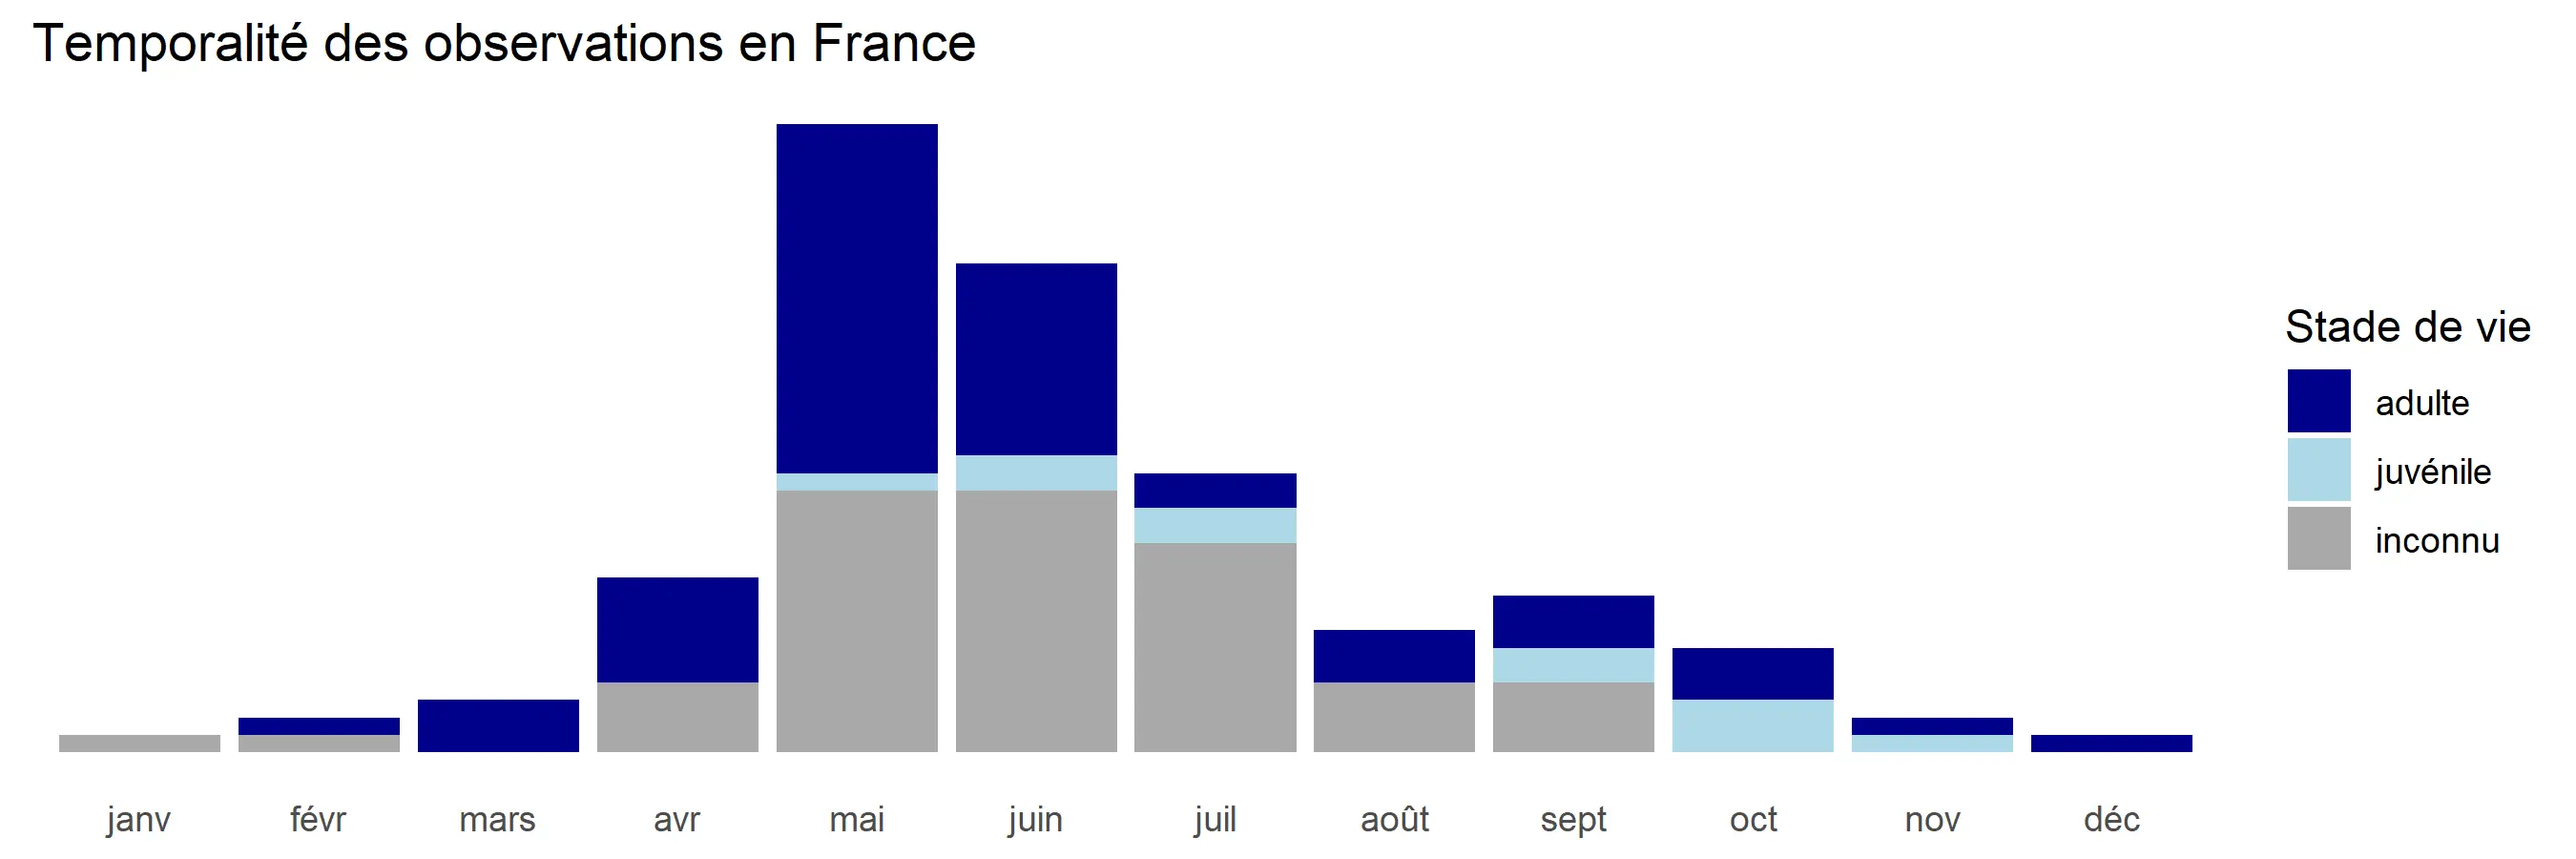 Temporalité des observations en France
Stade de vie
adulte
juvénile
inconnu
janv févr mars avr mai juin juil août sept oct nov déc